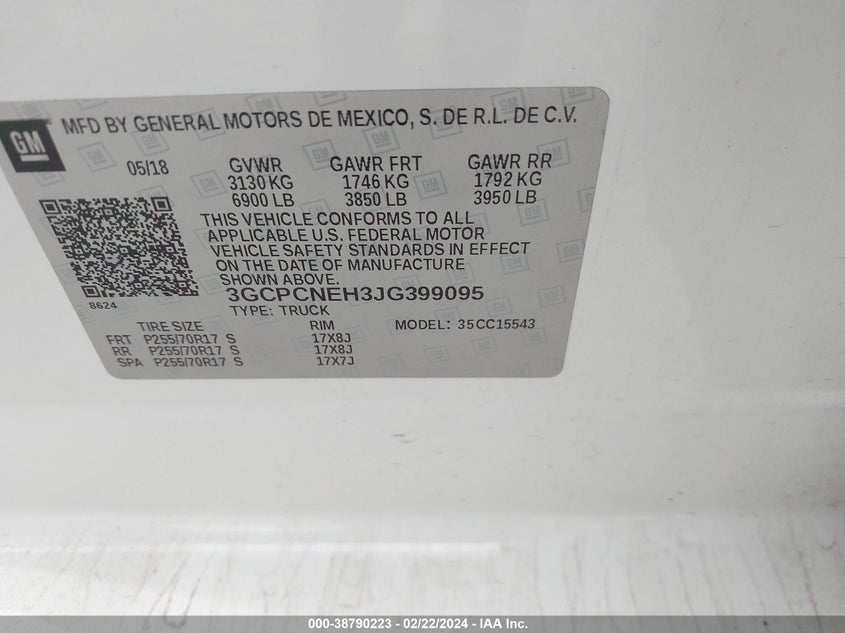 GM
MFD BY GENERAL MOTORS DE MEXICO, S. DE R.L. DE C.V.
05/18 GVWR GAWR FRT GAWR RR
3130 KG 1746 KG 1792 KG
6900 LB 3850 LB 3950 LB
THIS VEHICLE CONFORMS TO ALL
APPLICABLE U.S. FEDERAL MOTOR
VEHICLE SAFETY STANDARDS IN EFFECT
ON THE DATE OF MANUFACTURE
SHOWN ABOVE.
3GCPCNEH3JG399095
8624
TYPE: TRUCK
TIRE SIZE RIM MODEL: 35CC15543
FRT P255/70R17 S 17X8J
RR P255/70R17 S 17X8J
SPA P255/70R17 S 17X7J
000-38790223 - 02/22/2024 - IAA Inc.